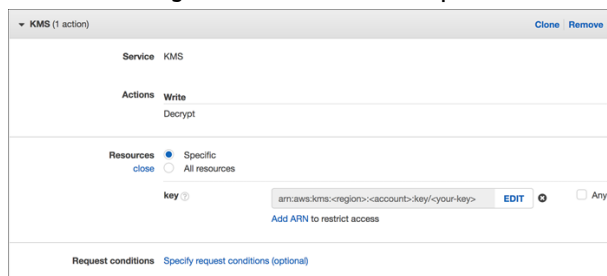 KMS (1 action) Clone Remove
Service KMS
Actions Write
Decrypt
Resources Specific
close All resources
key arn:aws:kms:<region>:<account>:key/<your-key> EDIT Any
Add ARN to restrict access
Request conditions Specify request conditions (optional)